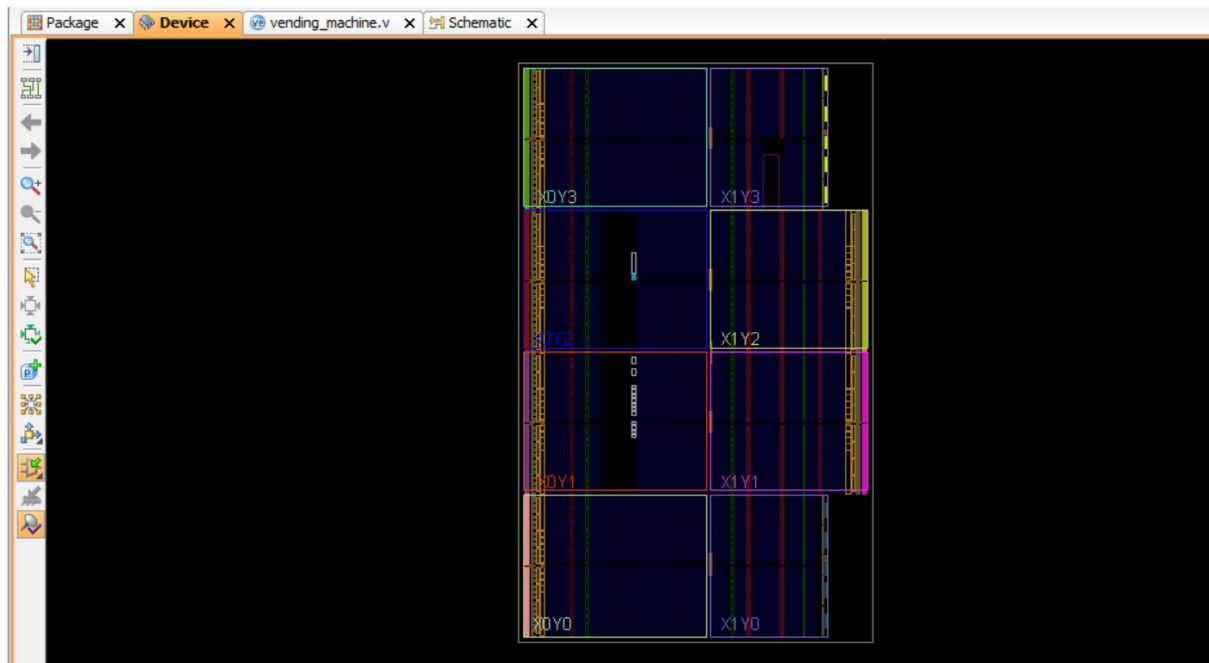 Package X Device X vending_machine.v X Schematic X
X0Y3 X1Y3
X0Y2 X1Y2
X0Y1 X1Y1
X0Y0 X1Y0